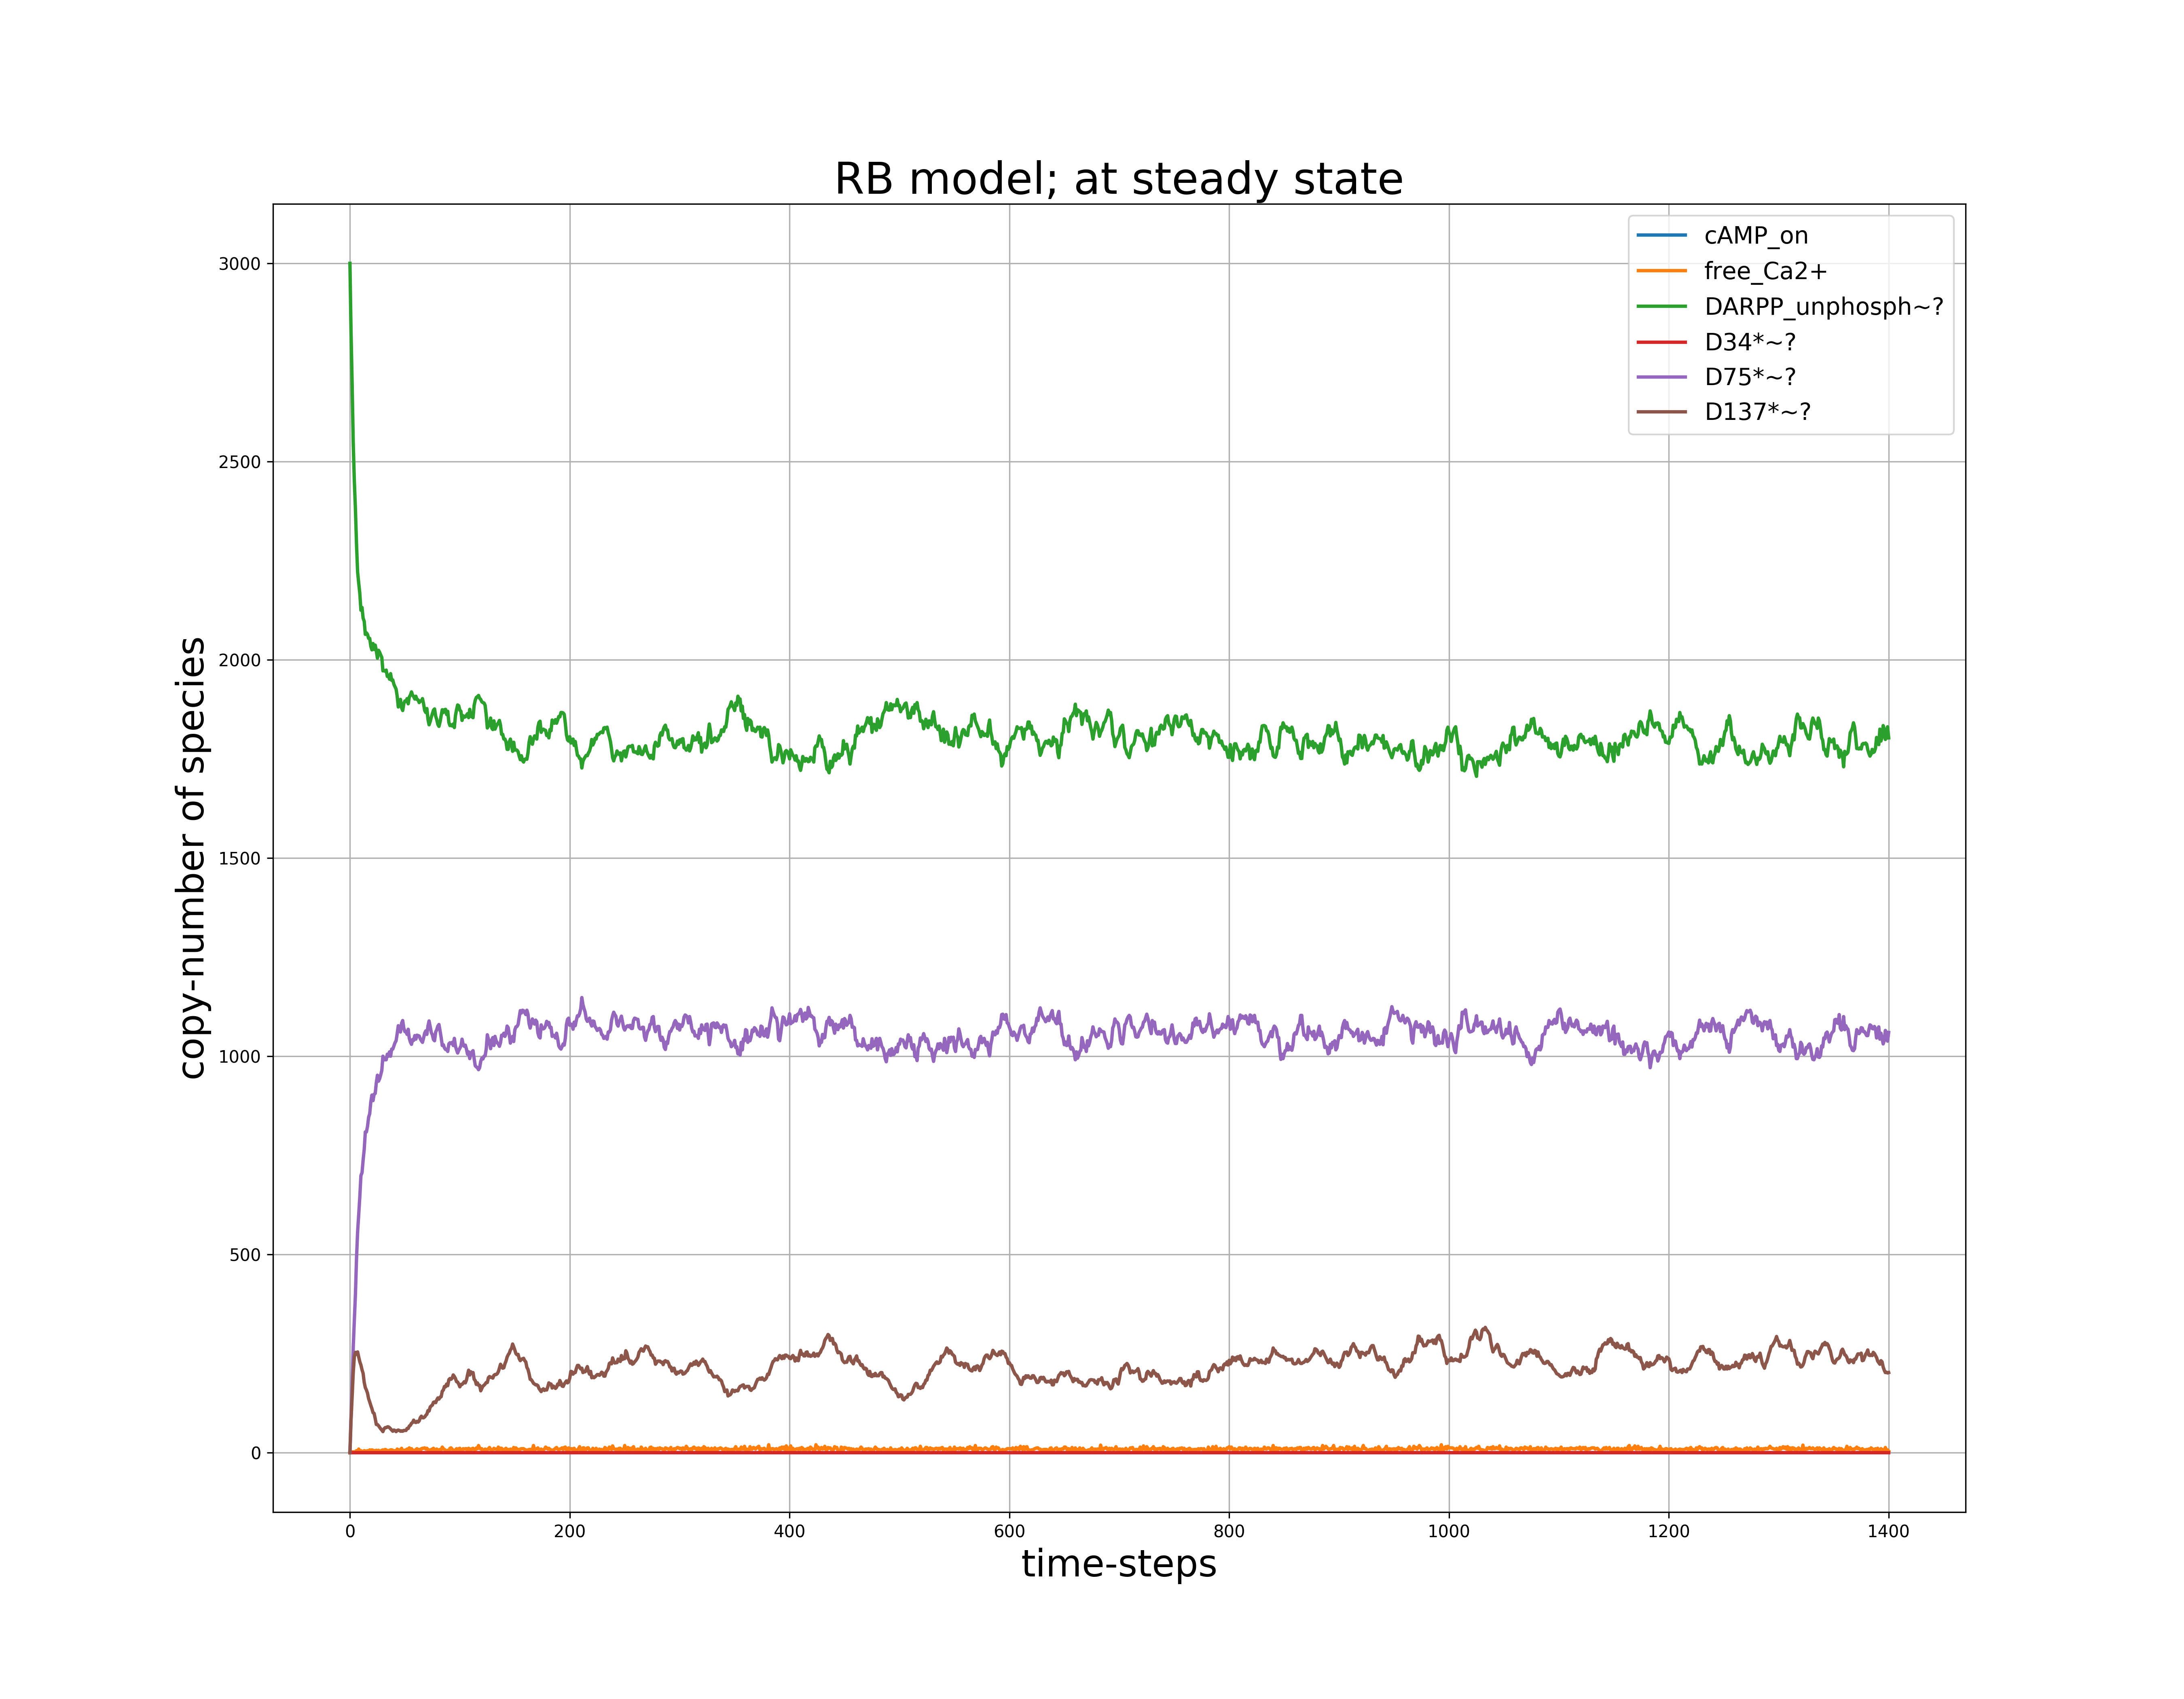 RB model; at steady state
cAMP_on
free_Ca2+
DARPP_unphosph~?
D34*~?
D75*~?
D137*~?
copy-number of species
3000
2500
2000
1500
1000
500
0
0 200 400 600 800 1000 1200 1400
time-steps